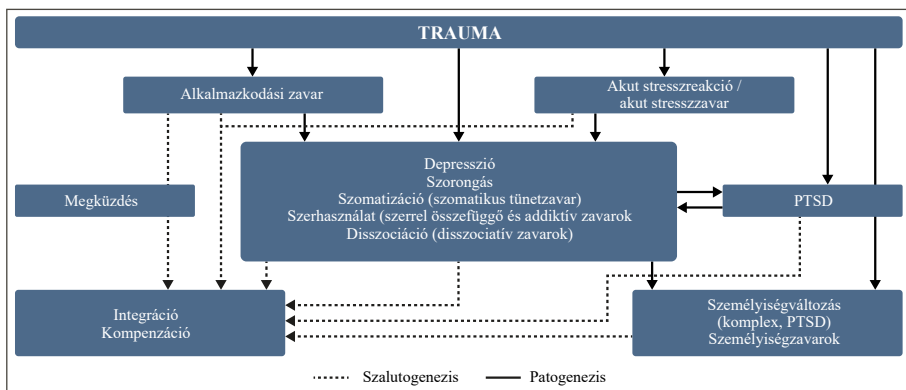 TRAUMA
Alkalmazkodási zavar
Akut stresszreakció /
akut stresszzavar
Depresszió
Szorongás
Szomatizáció (szomatikus tünetzavar)
Szerhasználat (szerrel összefüggő és addiktív zavarok
Disszociáció (disszociatív zavarok)
Megküzdés
PTSD
Integráció
Kompenzáció
Személyiségváltozás
(komplex, PTSD)
Személyiségzavarok
Szalutogenezis
Patogenezis